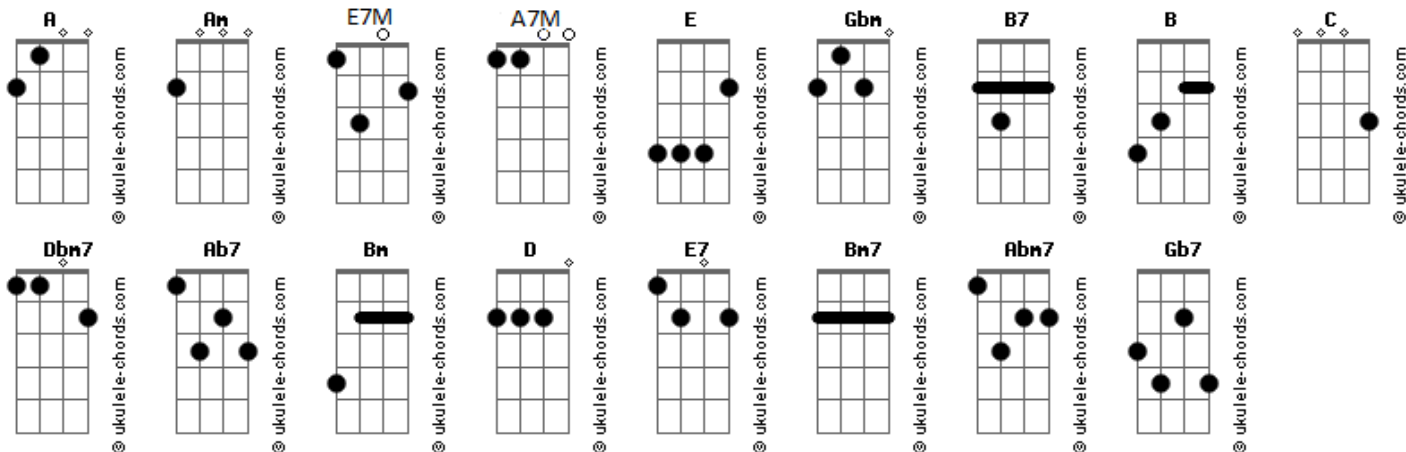 A Am E7M A7M E Gbm B7 B C
© ukulele-chords.com © ukulele-chords.com © ukulele-chords.com © ukulele-chords.com © ukulele-chords.com © ukulele-chords.com © ukulele-chords.com © ukulele-chords.com © ukulele-chords.com
Dbm7 Ab7 Bm D E7 Bm7 Abm7 Gb7
© ukulele-chords.com © ukulele-chords.com © ukulele-chords.com © ukulele-chords.com © ukulele-chords.com © ukulele-chords.com © ukulele-chords.com © ukulele-chords.com